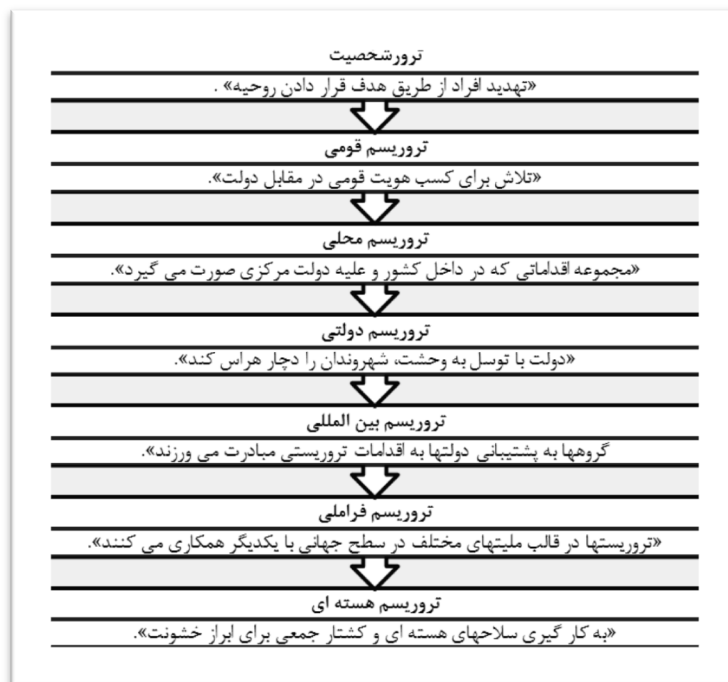 ترورشخصیت
«تهدید افراد از طریق هدف قرار دادن روحیه» .
تروریسم قومی
«تلاش برای کسب هویت قومی در مقابل دولت».
تروریسم محلی
«مجموعه اقداماتی که در داخل کشور و علیه دولت مرکزی صورت می گیرد».
تروریسم دولتی
«دولت با توسل به وحشت، شهروندان را دچار هراس کند».
تروریسم بین المللی
گروهها به پشتیبانی دولتها به اقدامات تروریستی مبادرت می ورزند».
تروریسم فراملی
«تروریستها در قالب ملیتهای مختلف در سطح جهانی با یکدیگر همکاری می کنند».
تروریسم هسته ای
«به کار گیری سلاحهای هسته ای و کشتار جمعی برای ابراز خشونت».